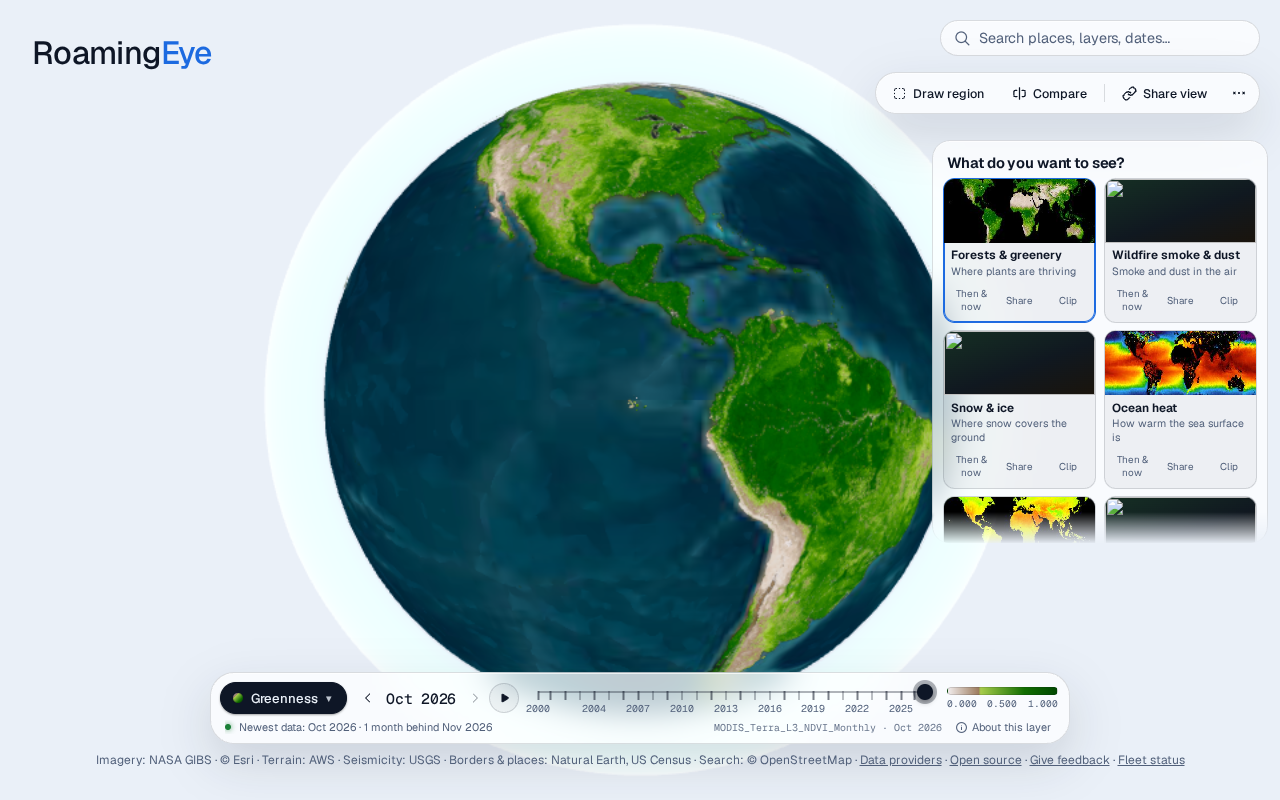 RoamingEye
Search places, layers, dates...
Draw region
Compare
Share view
What do you want to see?
Forests & greenery
Where plants are thriving
Then & now
Share
Clip
Wildfire smoke & dust
Smoke and dust in the air
Then & now
Share
Clip
Snow & ice
Where snow covers the
ground
Then & now
Share
Clip
Ocean heat
How warm the sea surface
is
Then & now
Share
Clip
Greenness
Oct 2026
2000 2004 2007 2010 2013 2016 2019 2022 2025
0.000 0.500 1.000
Newest data: Oct 2026 · 1 month behind Nov 2026
MODIS_Terra_L3_NDVI_Monthly · Oct 2026
About this layer
Imagery: NASA GIBS · © Esri · Terrain: AWS · Seismicity: USGS · Borders & places: Natural Earth, US Census · Search: © OpenStreetMap · Data providers · Open source · Give feedback · Fleet status